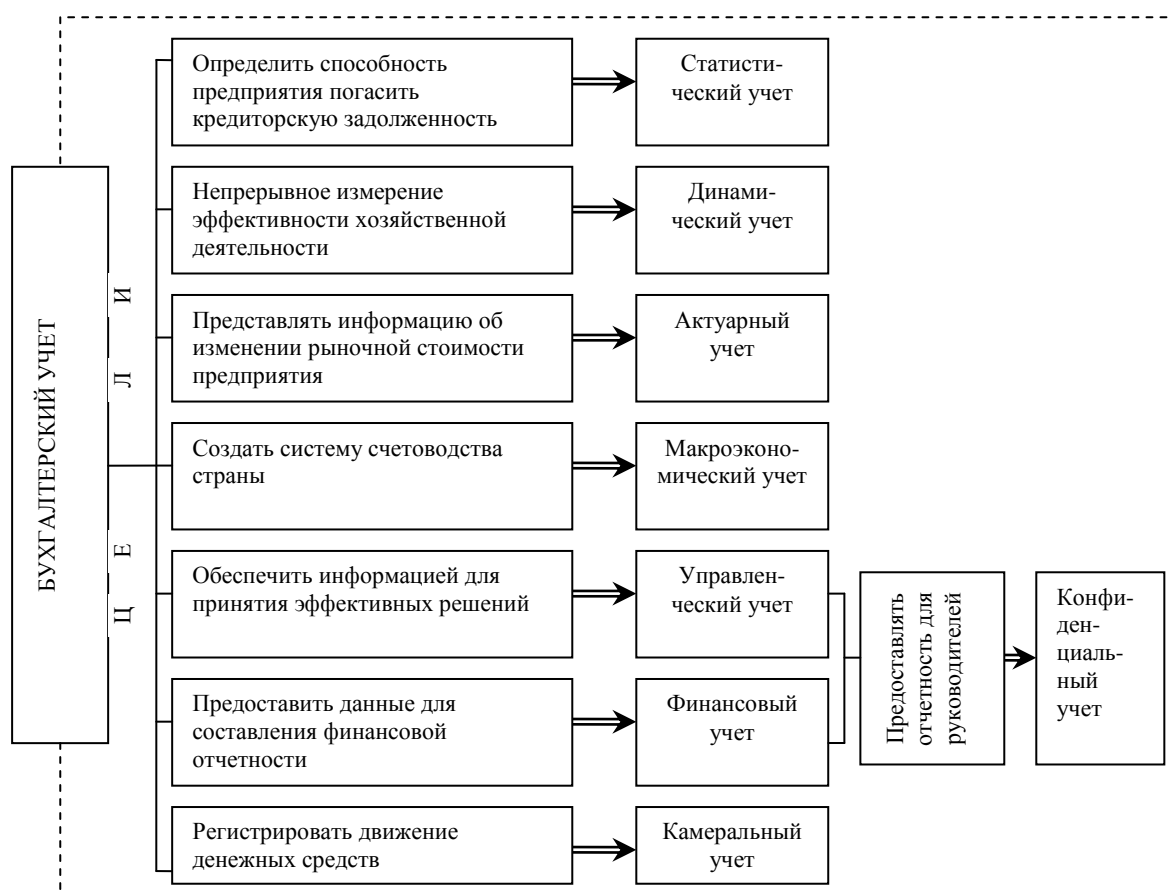 Определить способность
предприятия погасить
кредиторскую задолженность
Статисти-
ческий учет
Непрерывное измерение
эффективности хозяйственной
деятельности
Динами-
ческий учет
Представлять информацию об
изменении рыночной стоимости
предприятия
Актуарный
учет
БУХГАЛТЕРСКИЙ УЧЕТ
Ц Е Л И
Создать систему счетоводства
страны
Макроэконо-
мический учет
Обеспечить информацией для
принятия эффективных решений
Управлен-
ческий учет
Предоставить данные для
составления финансовой
отчетности
Финансовый
учет
Предоставлять
отчетность для
руководителей
Конфи-
ден-
циаль-
ный
учет
Регистрировать движение
денежных средств
Камеральный
учет